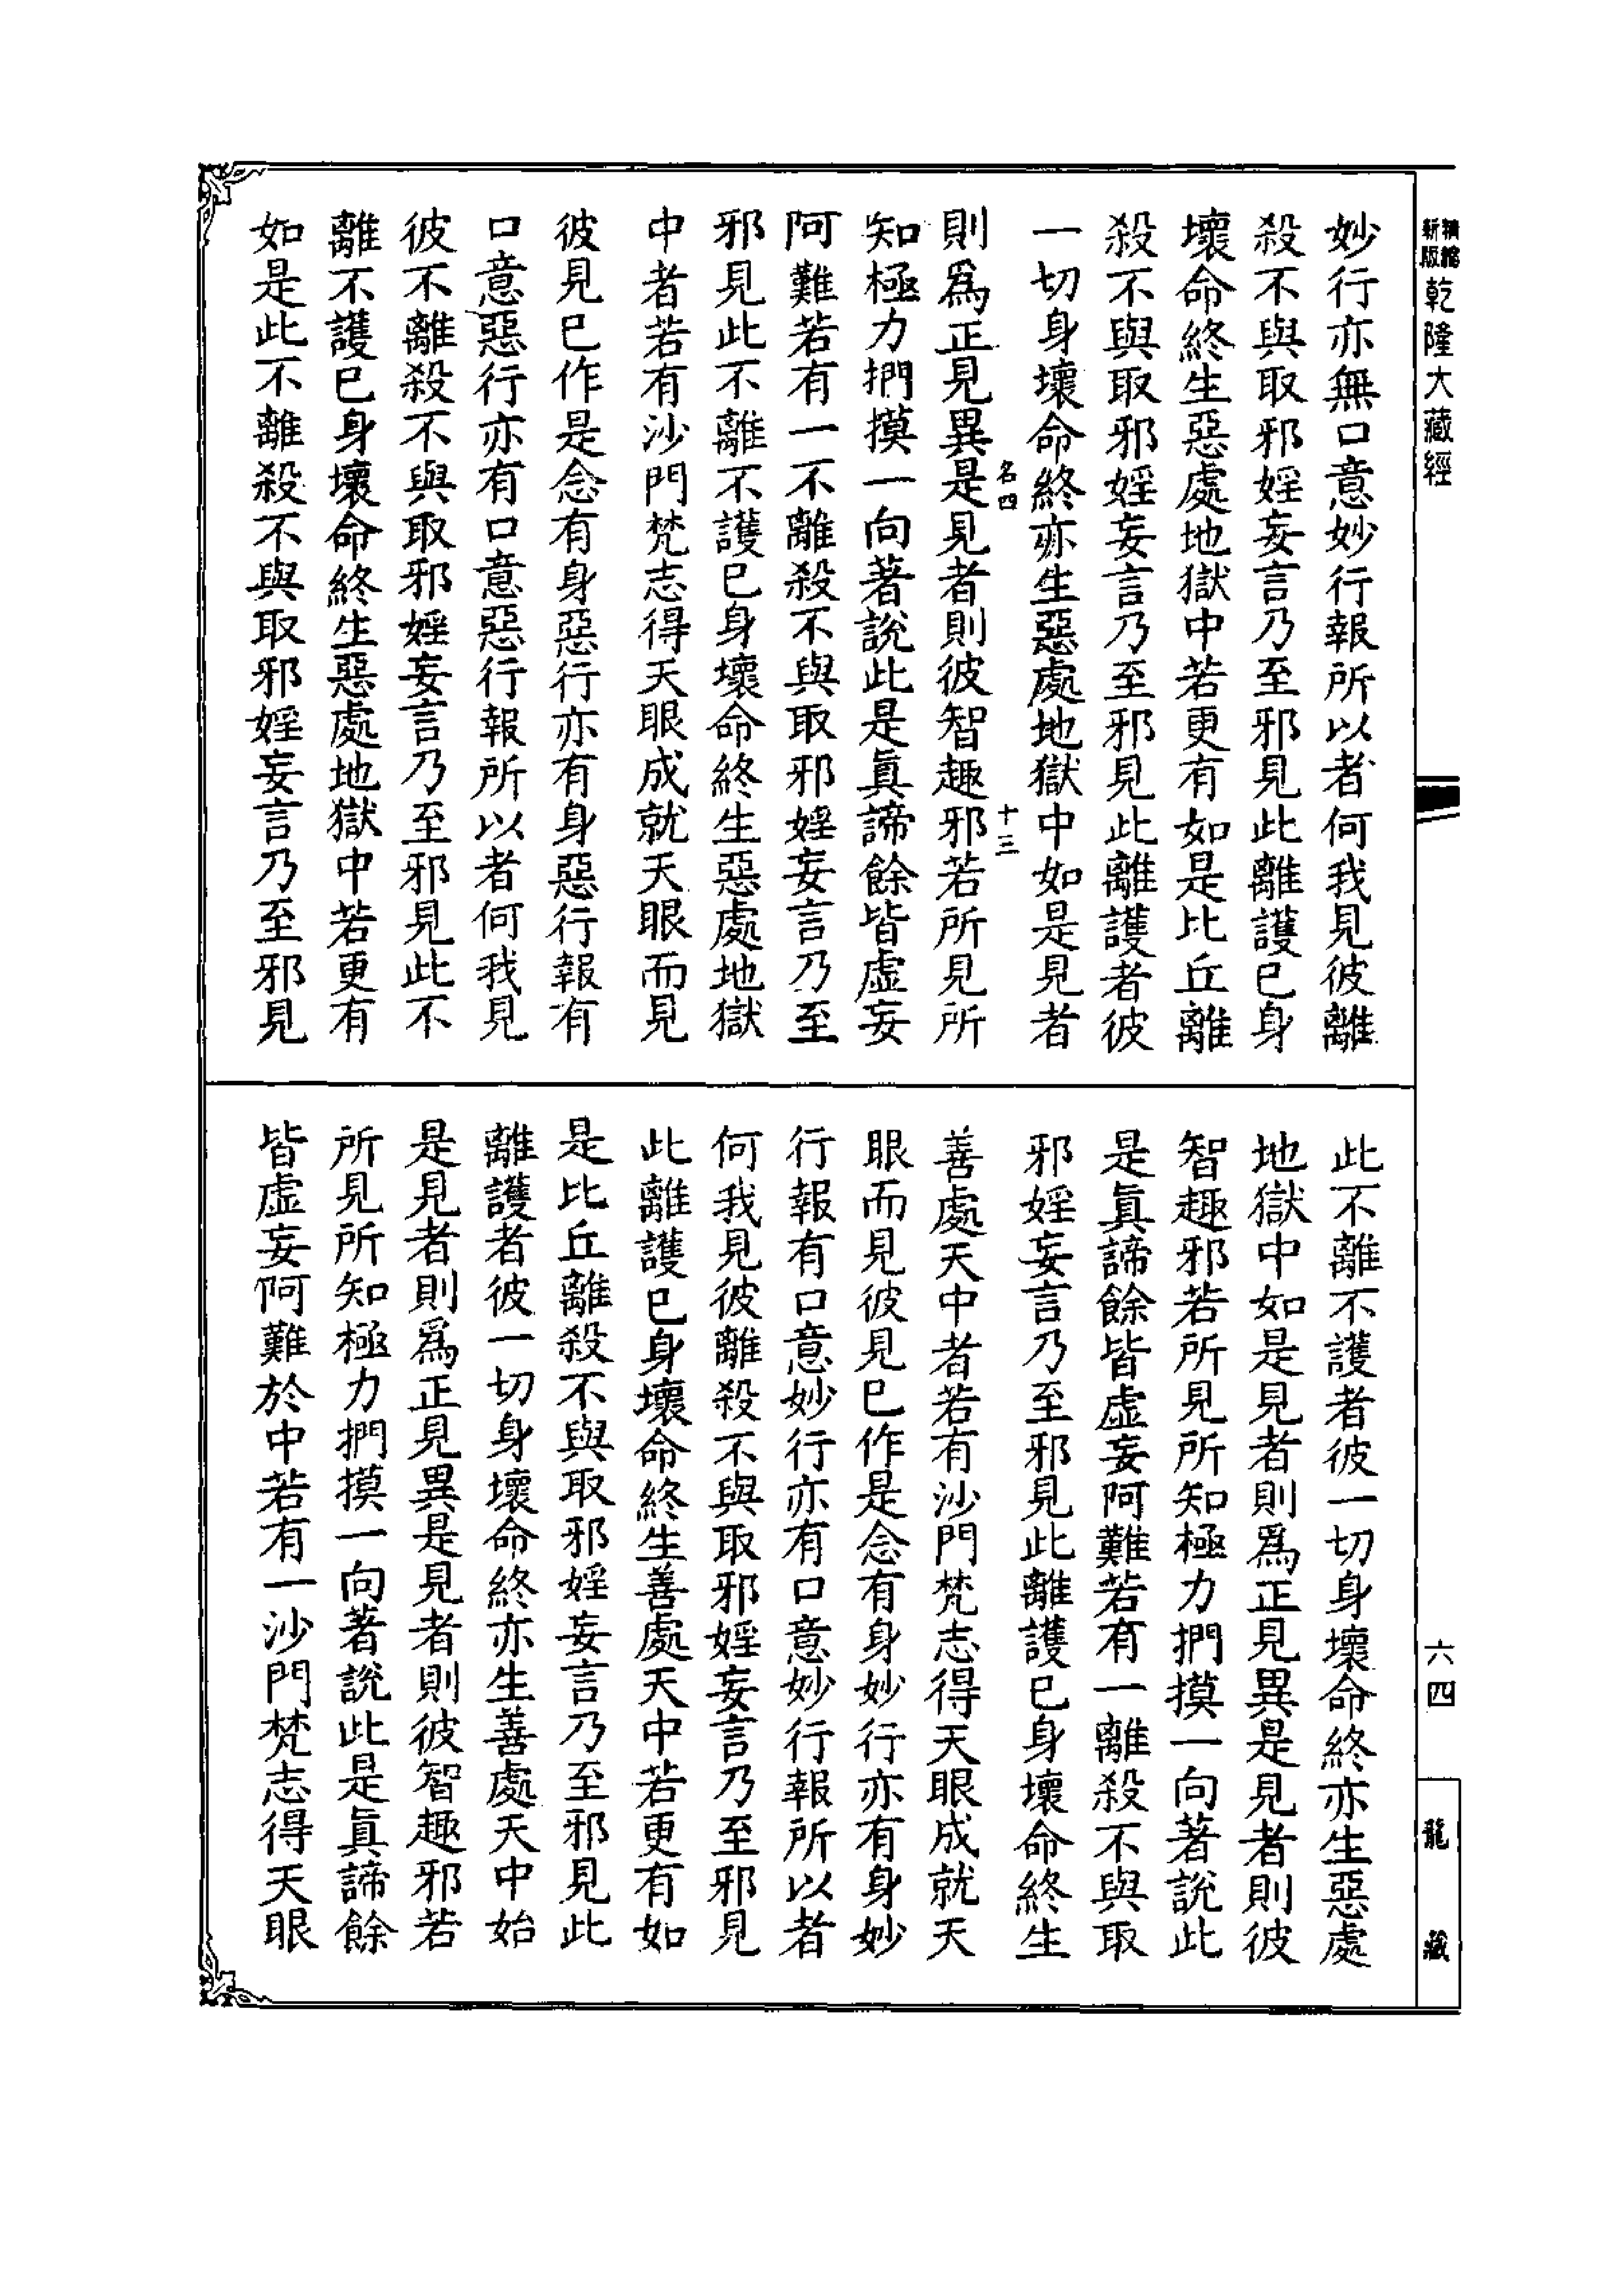 精縮
新版
乾隆大藏經
六四
龍藏
妙行亦無口意妙行報所以者何我見彼離
殺不與取邪婬妄言乃至邪見此離護已身
壞命終生惡處地獄中若更有如是比丘離
殺不與取邪婬妄言乃至邪見此離護者彼
一切身壞命終亦生惡處地獄中如是見者
名四
十三
則爲正見異是見者則彼智趣邪若所見所
知極力捫摸一向著說此是眞諦餘皆虛妄
阿難若有一不離殺不與取邪婬妄言乃至
邪見此不離不護已身壞命終生惡處地獄
中者若有沙門梵志得天眼成就天眼而見
彼見已作是念有身惡行亦有身惡行報有
口意惡行亦有口意惡行報所以者何我見
彼不離殺不與取邪婬妄言乃至邪見此不
離不護已身壞命終生惡處地獄中若更有
如是此不離殺不與取邪婬妄言乃至邪見
此不離不護者彼一切身壞命終亦生惡處
地獄中如是見者則爲正見異是見者則彼
智趣邪若所見所知極力捫摸一向著說此
是眞諦餘皆虛妄阿難若有一離殺不與取
邪婬妄言乃至邪見此離護已身壞命終生
善處天中者若有沙門梵志得天眼成就天
眼而見彼見已作是念有身妙行亦有身妙
行報有口意妙行亦有口意妙行報所以者
何我見彼離殺不與取邪婬妄言乃至邪見
此離護已身壞命終生善處天中若更有如
是比丘離殺不與取邪婬妄言乃至邪見此
離護者彼一切身壞命終亦生善處天中始
是見者則爲正見異是見者則彼智趣邪若
所見所知極力捫摸一向著說此是眞諦餘
皆虛妄阿難於中若有一沙門梵志得天眼